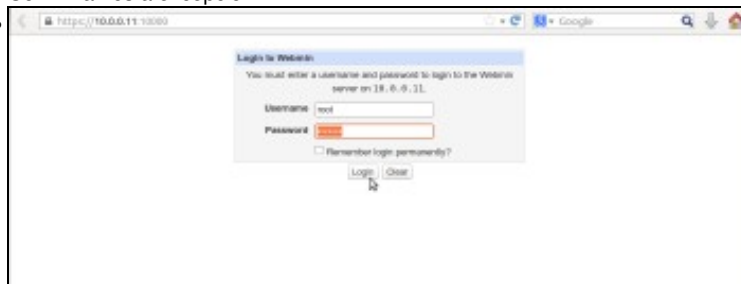 https://10.0.0.11:10000
Google
Login to Webmin
You must enter a username and password to login to the Webmin
server on 10.0.0.11.
Username root
Password
Remember login permanently?
Login Clear